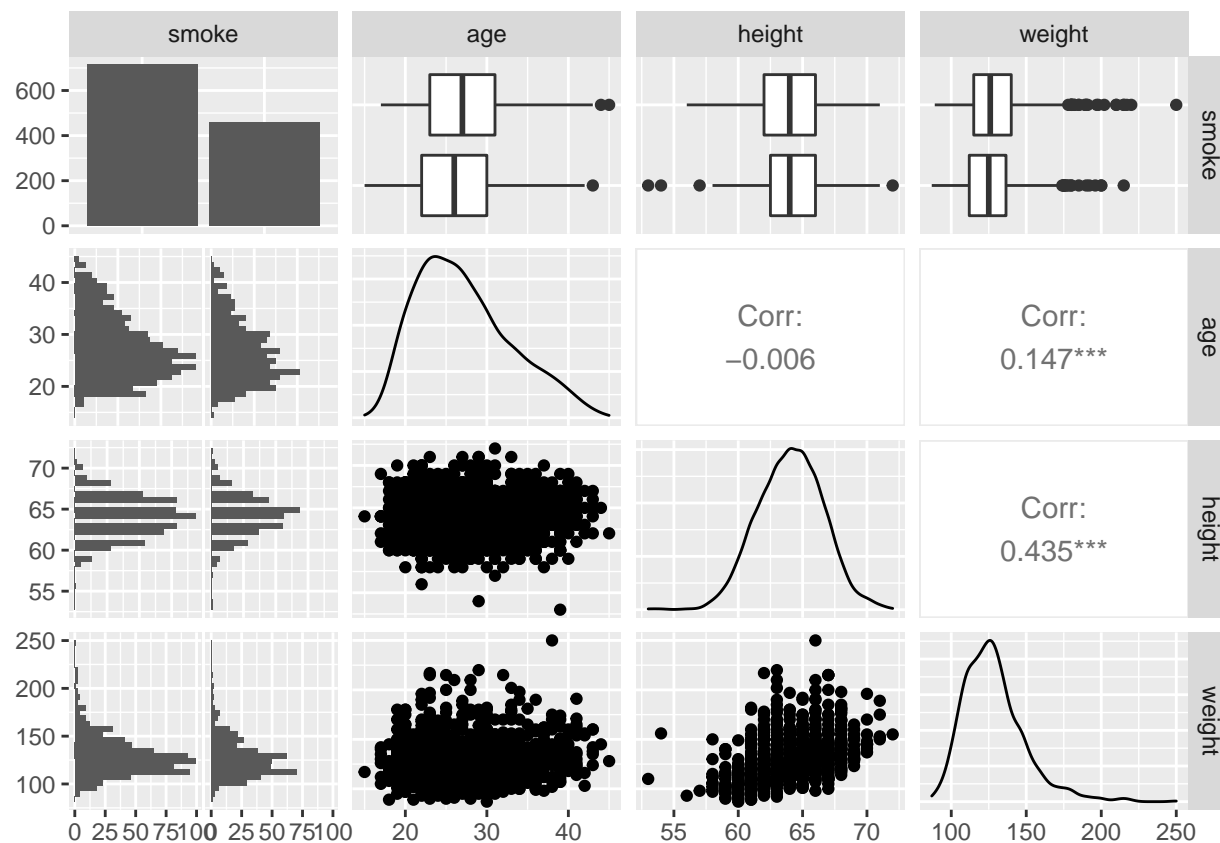 smoke age height weight
600
400
200
0
smoke
40
30
20
Corr:
−0.006
Corr:
0.147***
age
70
65
60
55
Corr:
0.435***
height
250
200
150
100
weight
0 25 50 75 100 0 25 50 75 100
20 30 40
55 60 65 70
100 150 200 250